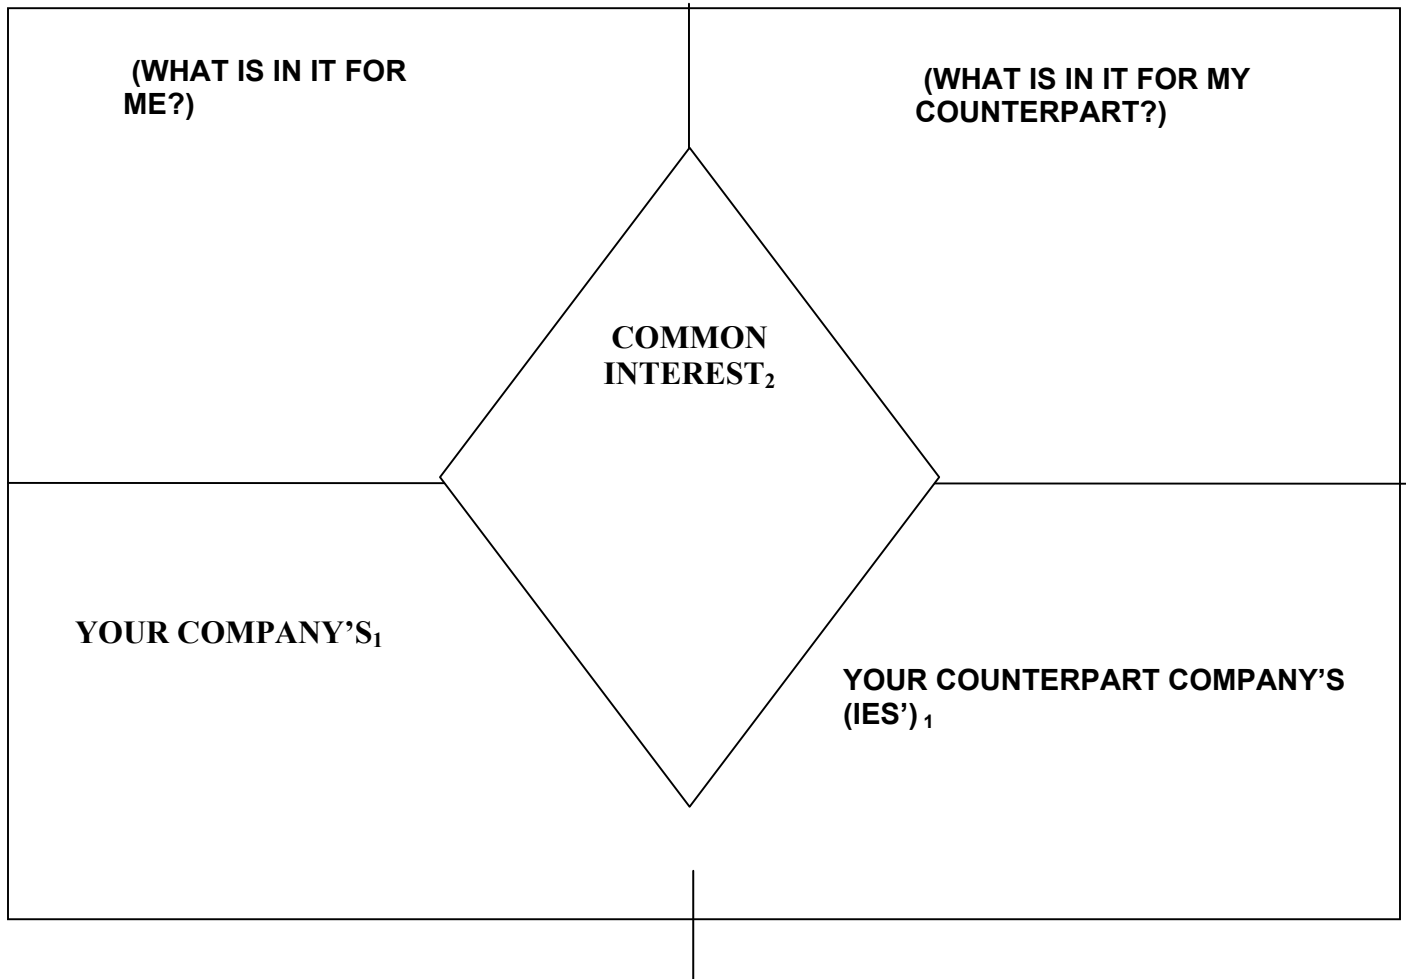 (WHAT IS IN IT FOR
ME?)
(WHAT IS IN IT FOR MY
COUNTERPART?)
COMMON
INTEREST₂
YOUR COMPANY’S₁
YOUR COUNTERPART COMPANY’S
(IES’) ₁